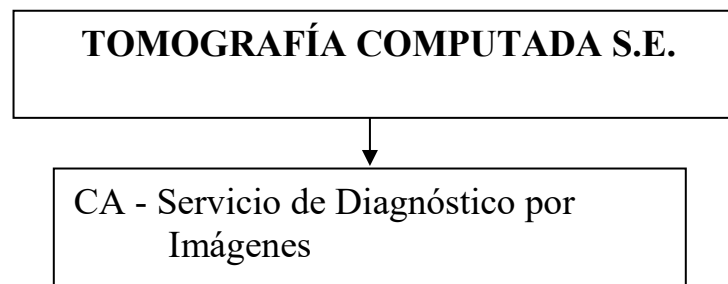 TOMOGRAFÍA COMPUTADA S.E.
CA - Servicio de Diagnóstico por
Imágenes